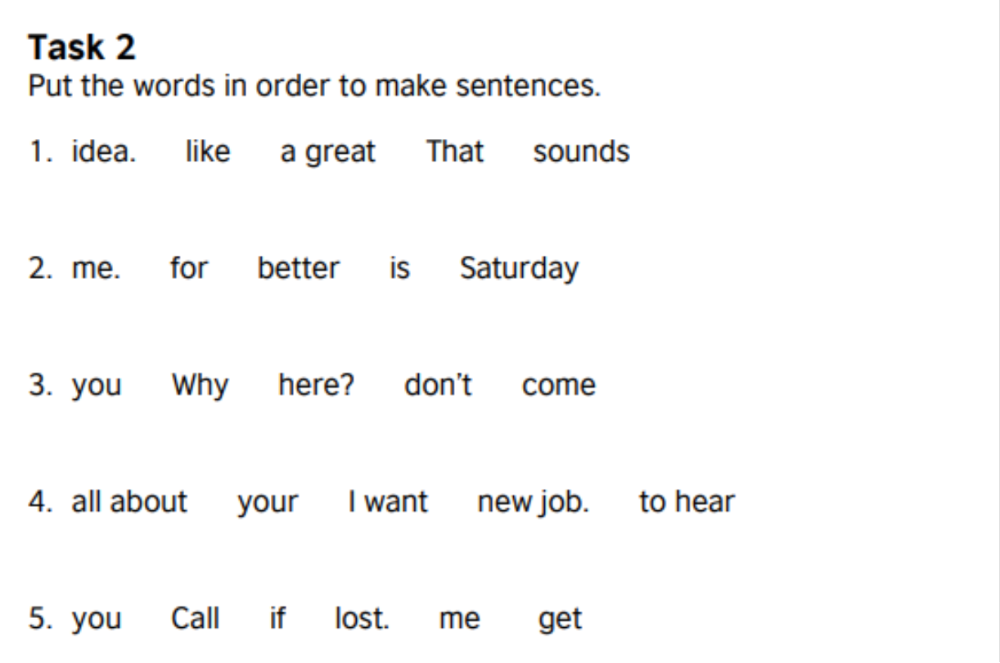 Task 2
Put the words in order to make sentences.
1. idea. like a great That sounds
2. me. for better is Saturday
3. you Why here? don’t come
4. all about your I want new job. to hear
5. you Call if lost. me get